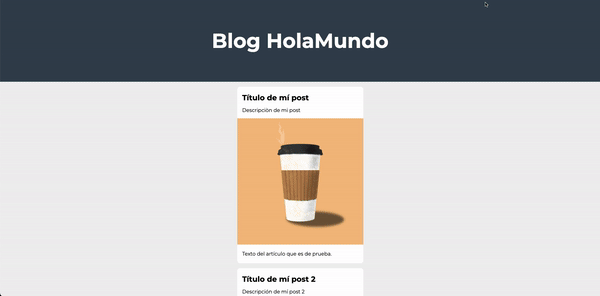 Blog HolaMundo
Título de mí post
Descripción de mi post
Texto del artículo que es de prueba.
Título de mí post 2
Descripción de mí post 2